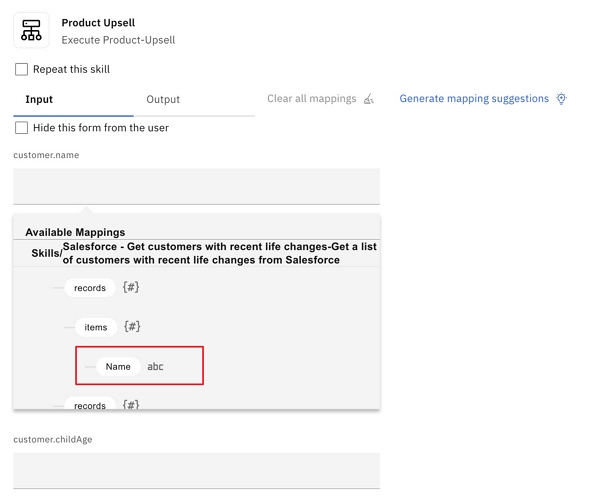 Product Upsell
Execute Product-Upsell
Repeat this skill
Input
Output
Clear all mappings
Generate mapping suggestions
Hide this form from the user
customer.name
Available Mappings
Skills/Salesforce - Get customers with recent life changes-Get a list
of customers with recent life changes from Salesforce
records {#}
items {#}
Name abc
records {#}
customer.childAge